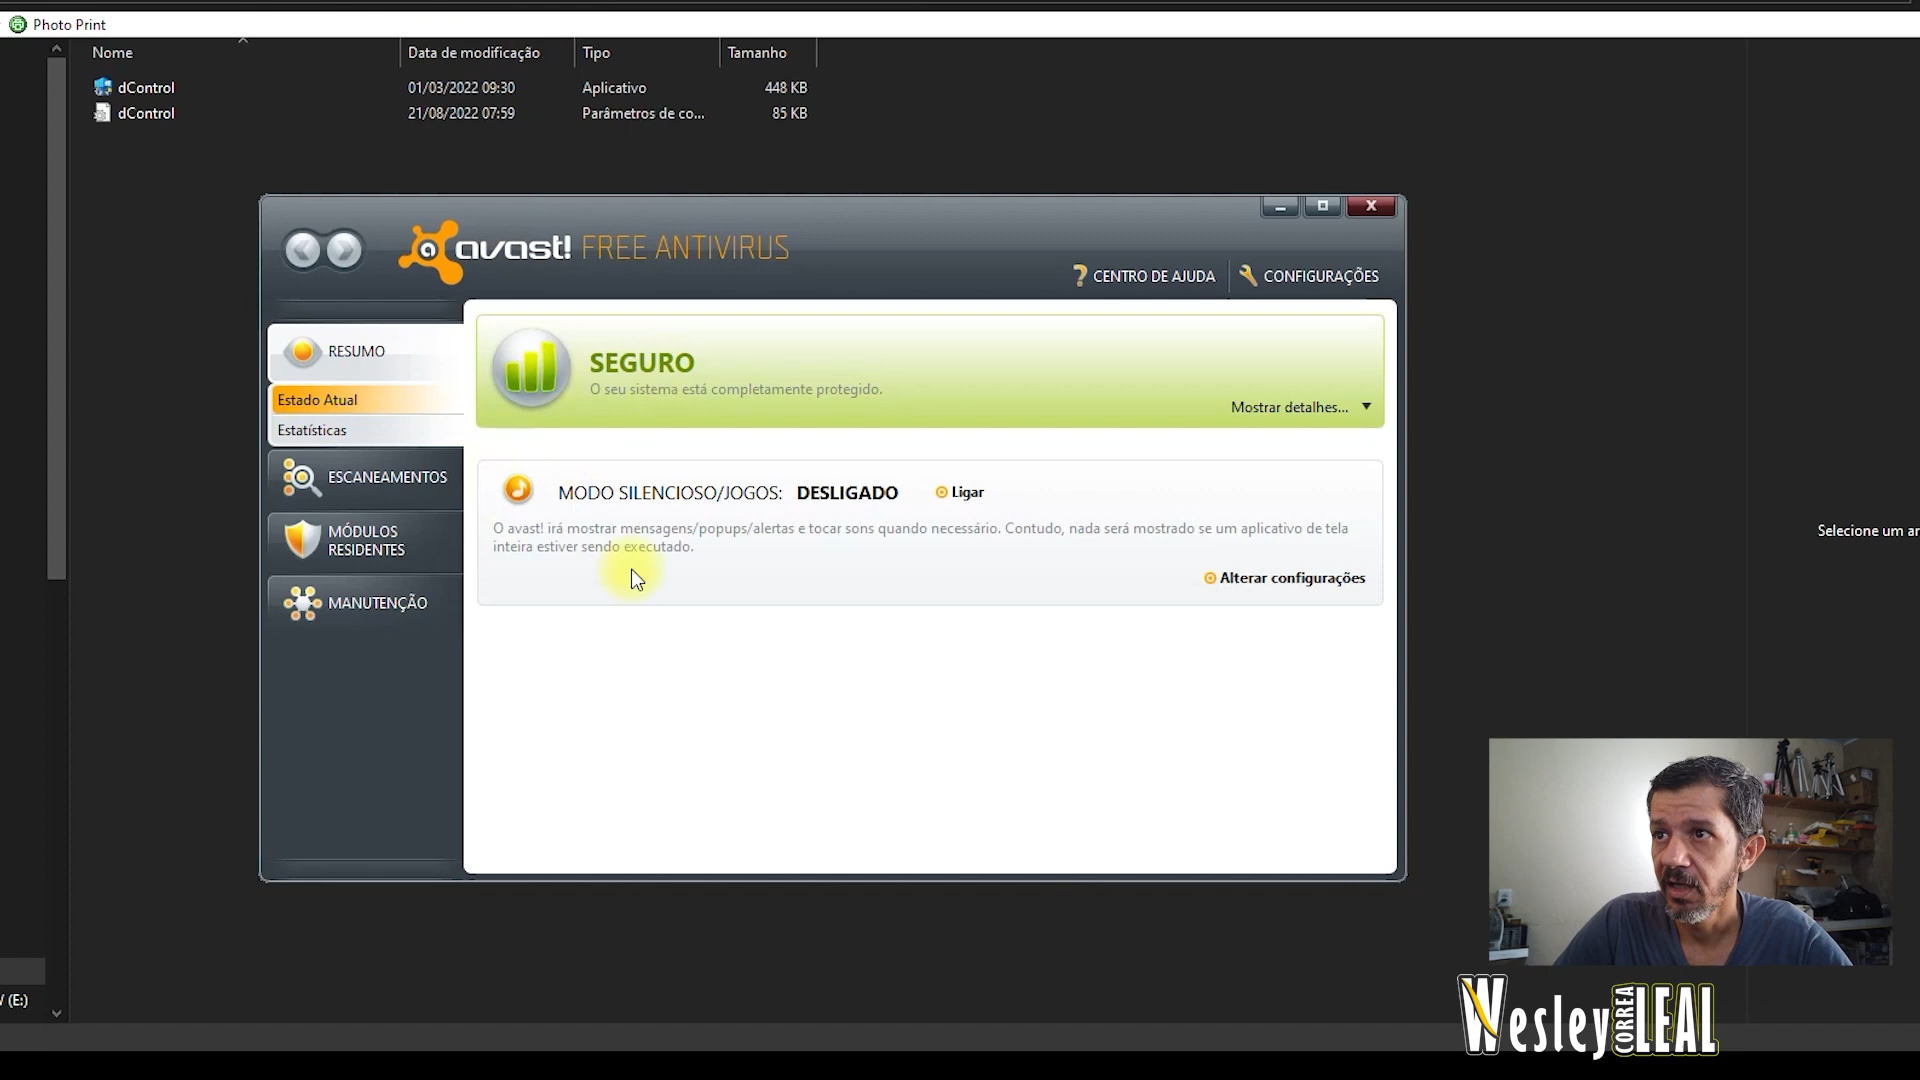 Photo Print
Nome Data de modificação Tipo Tamanho
dControl 01/03/2022 09:30 Aplicativo 448 KB
dControl 21/08/2022 07:59 Parâmetros de co... 85 KB
avast! FREE ANTIVIRUS
? CENTRO DE AJUDA CONFIGURAÇÕES
RESUMO
Estado Atual
Estatísticas
ESCANEAMENTOS
MÓDULOS
RESIDENTES
MANUTENÇÃO
SEGURO
O seu sistema está completamente protegido.
Mostrar detalhes...
MODO SILENCIOSO/JOGOS: DESLIGADO Ligar
O avast! irá mostrar mensagens/popups/alertas e tocar sons quando necessário. Contudo, nada será mostrado se um aplicativo de tela
inteira estiver sendo executado.
Alterar configurações
Selecione um ar
(E:)
Wesley CORREA LEAL